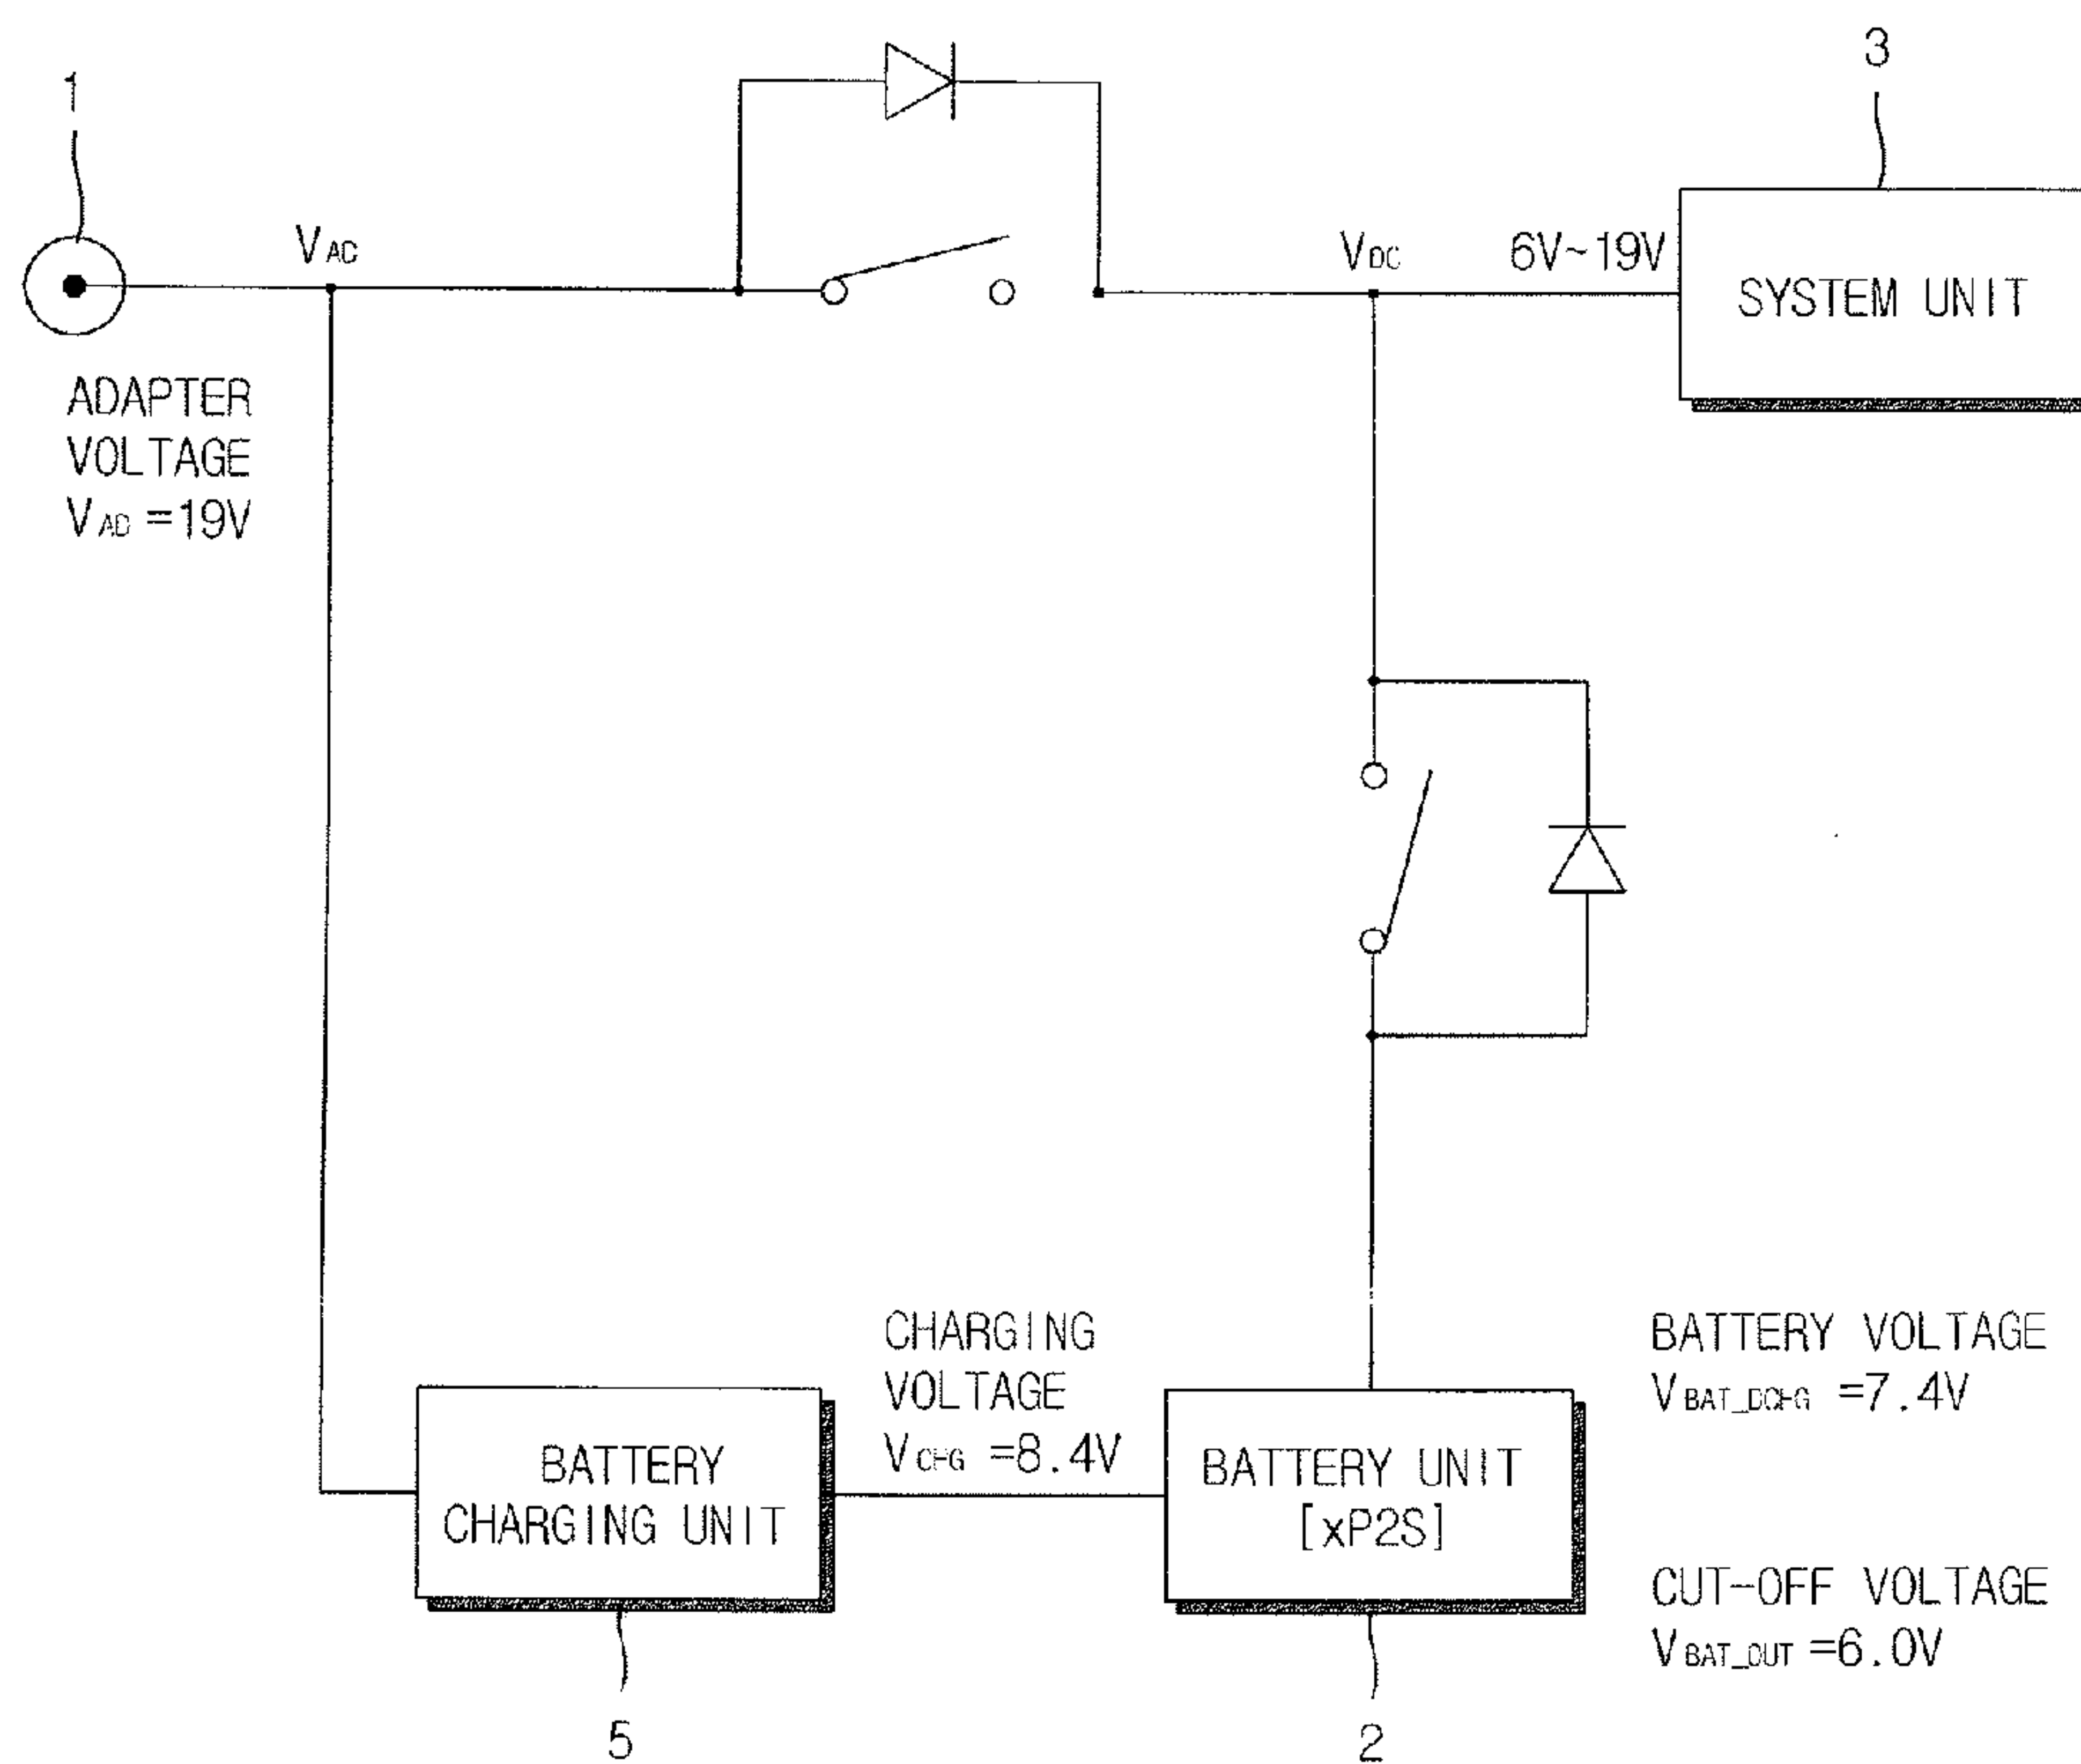 1
3
VAC
VDC
6V~19V
SYSTEM UNIT
ADAPTER
VOLTAGE
VAD =19V
CHARGING
VOLTAGE
VCHG =8.4V
BATTERY VOLTAGE
VBAT_DCHG =7.4V
BATTERY
CHARGING UNIT
BATTERY UNIT
[xP2S]
CUT-OFF VOLTAGE
VBAT_CUT =6.0V
5
2